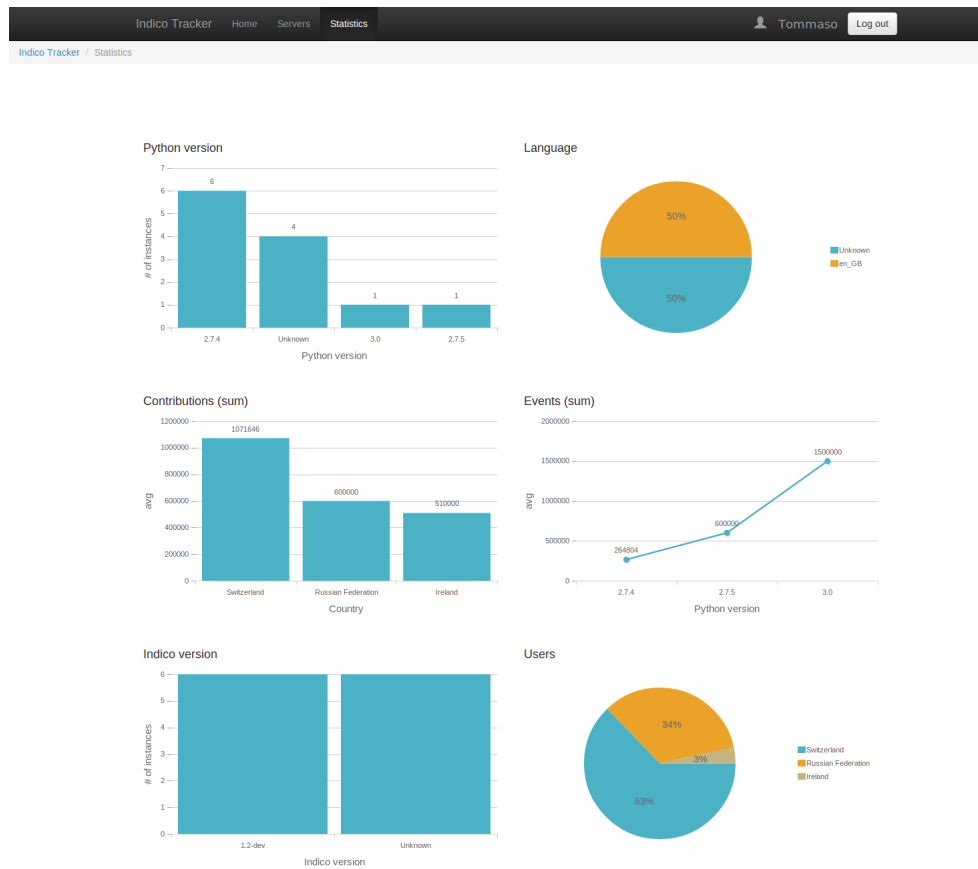 Indico Tracker Home Servers Statistics Tommaso Log out
Indico Tracker / Statistics
Python version
7
6
5
4
3
2
1
0
# of instances
6
4
1
1
2.7.4 Unknown 3.0 2.7.5
Python version
Language
50%
50%
Unknown
en_GB
Contributions (sum)
1200000
1000000
800000
600000
400000
200000
0
avg
1071646
600000
510000
Switzerland Russian Federation Ireland
Country
Events (sum)
2000000
1500000
1000000
500000
0
avg
264804
600000
1500000
2.7.4 2.7.5 3.0
Python version
Indico version
6
5
4
3
2
1
0
# of instances
1.2-dev Unknown
Indico version
Users
34%
3%
63%
Switzerland
Russian Federation
Ireland